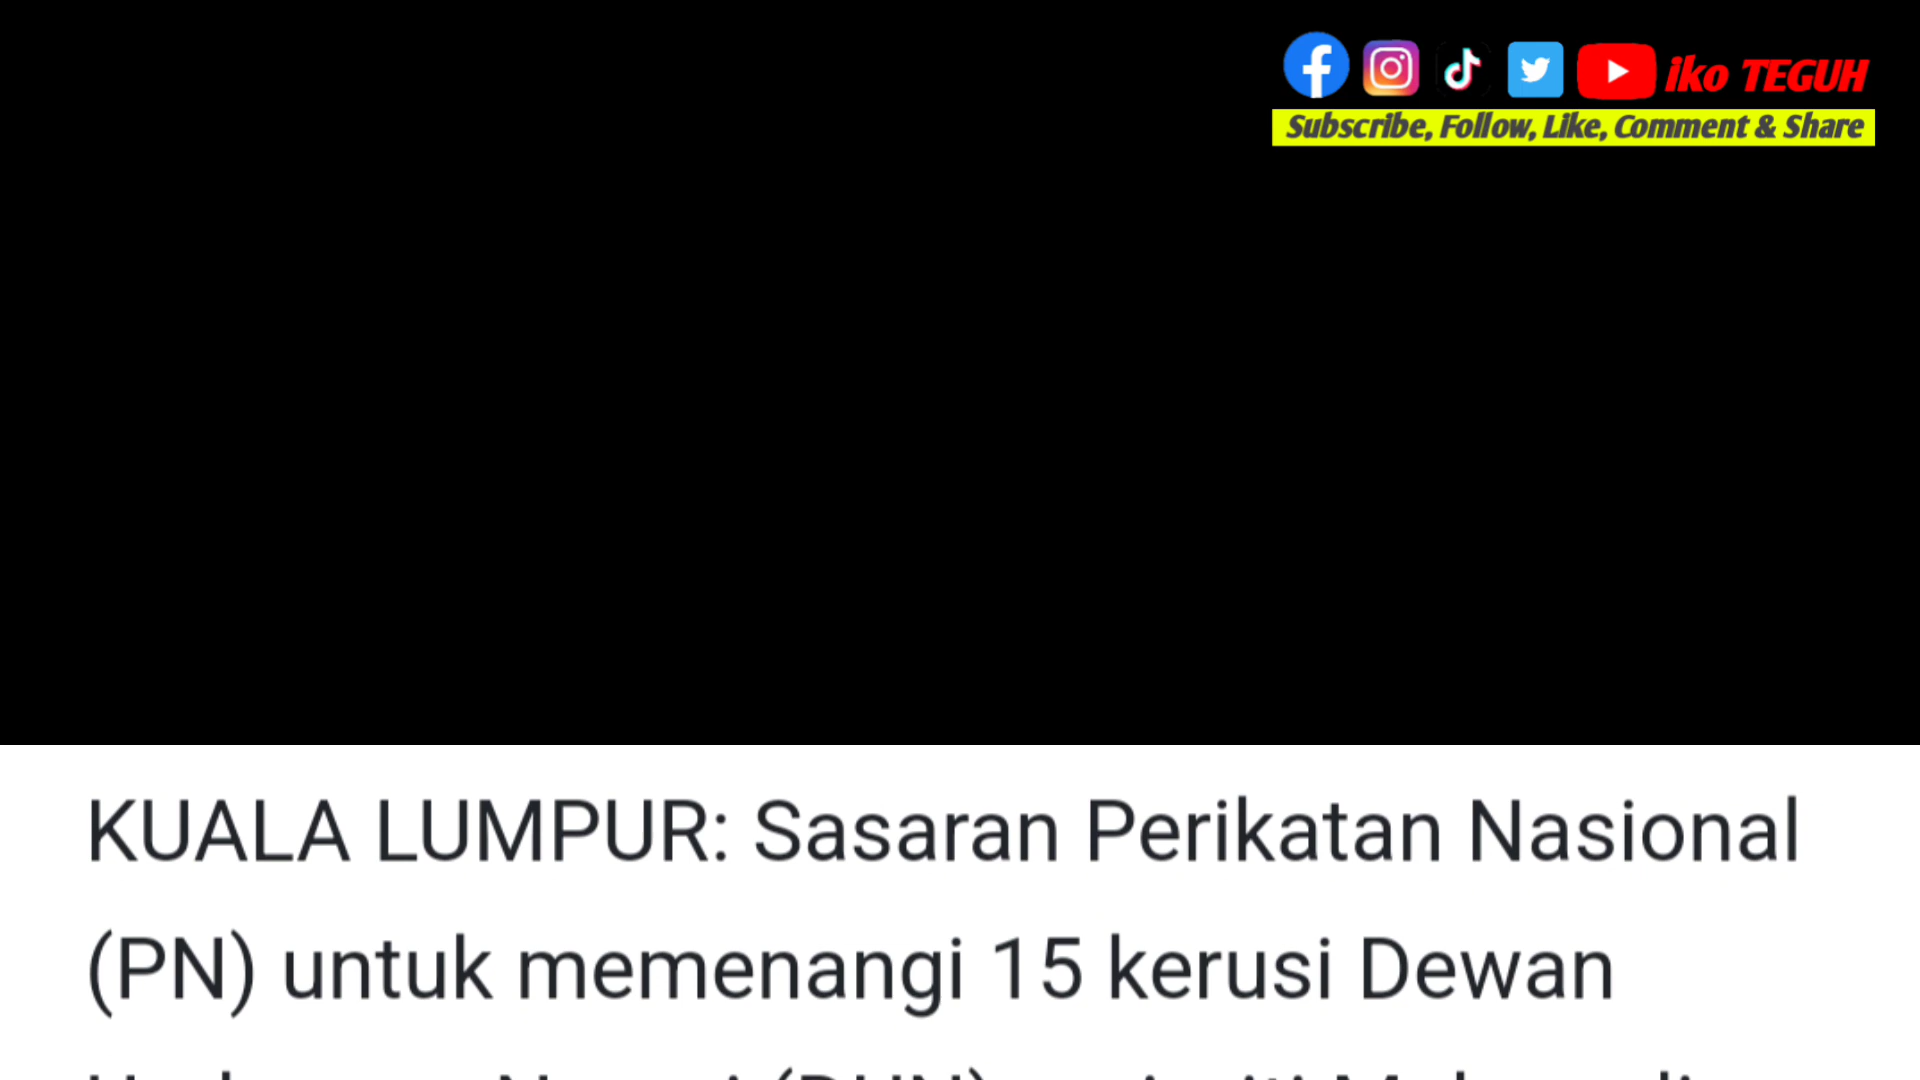 iko TEGUH
Subscribe, Follow, Like, Comment & Share
KUALA LUMPUR: Sasaran Perikatan Nasional
(PN) untuk memenangi 15 kerusi Dewan